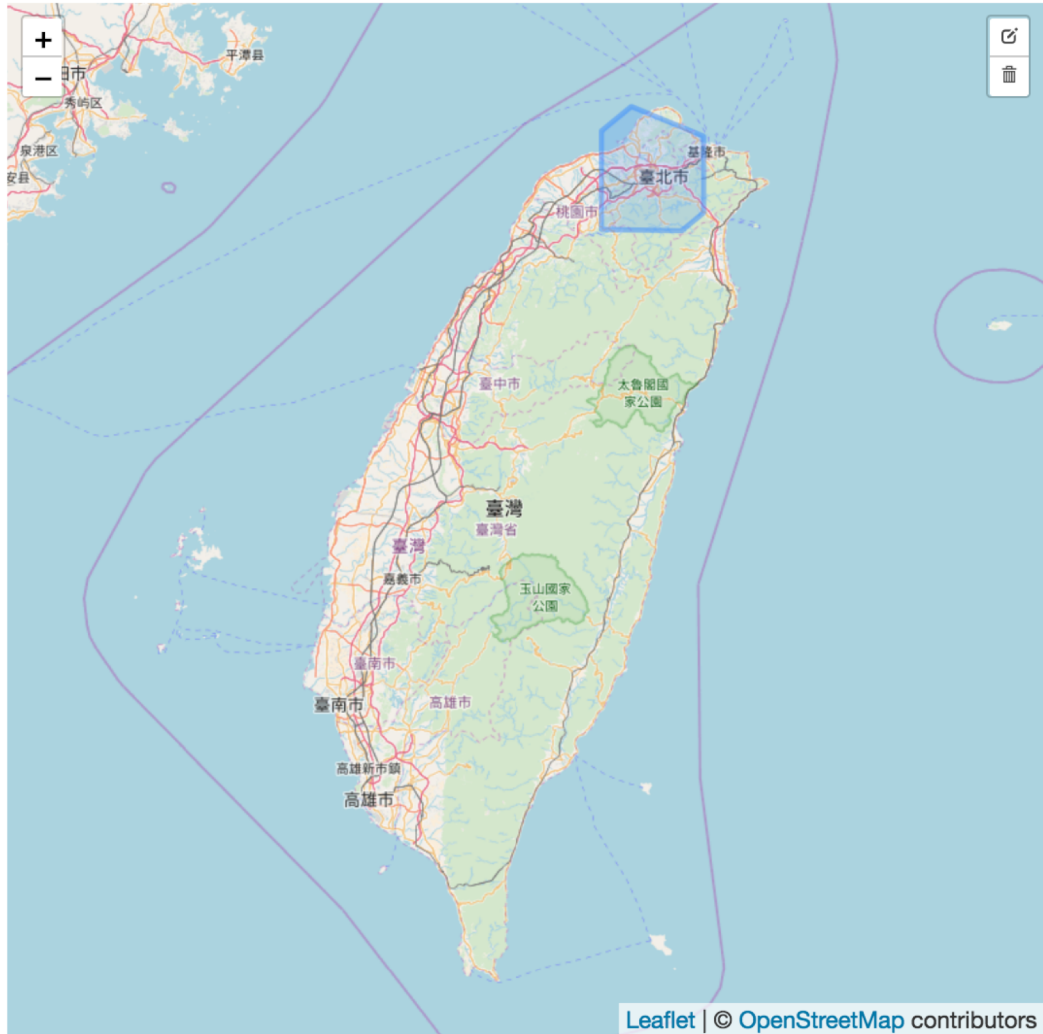 +
−
平潭县
田市
秀屿区
泉港区
安县
基隆市
臺北市
桃園市
臺中市
太魯閣國
家公園
臺灣
臺灣省
臺灣
嘉義市
玉山國家
公園
臺南市
臺南市
高雄市
高雄新市鎮
高雄市
Leaflet | © OpenStreetMap contributors